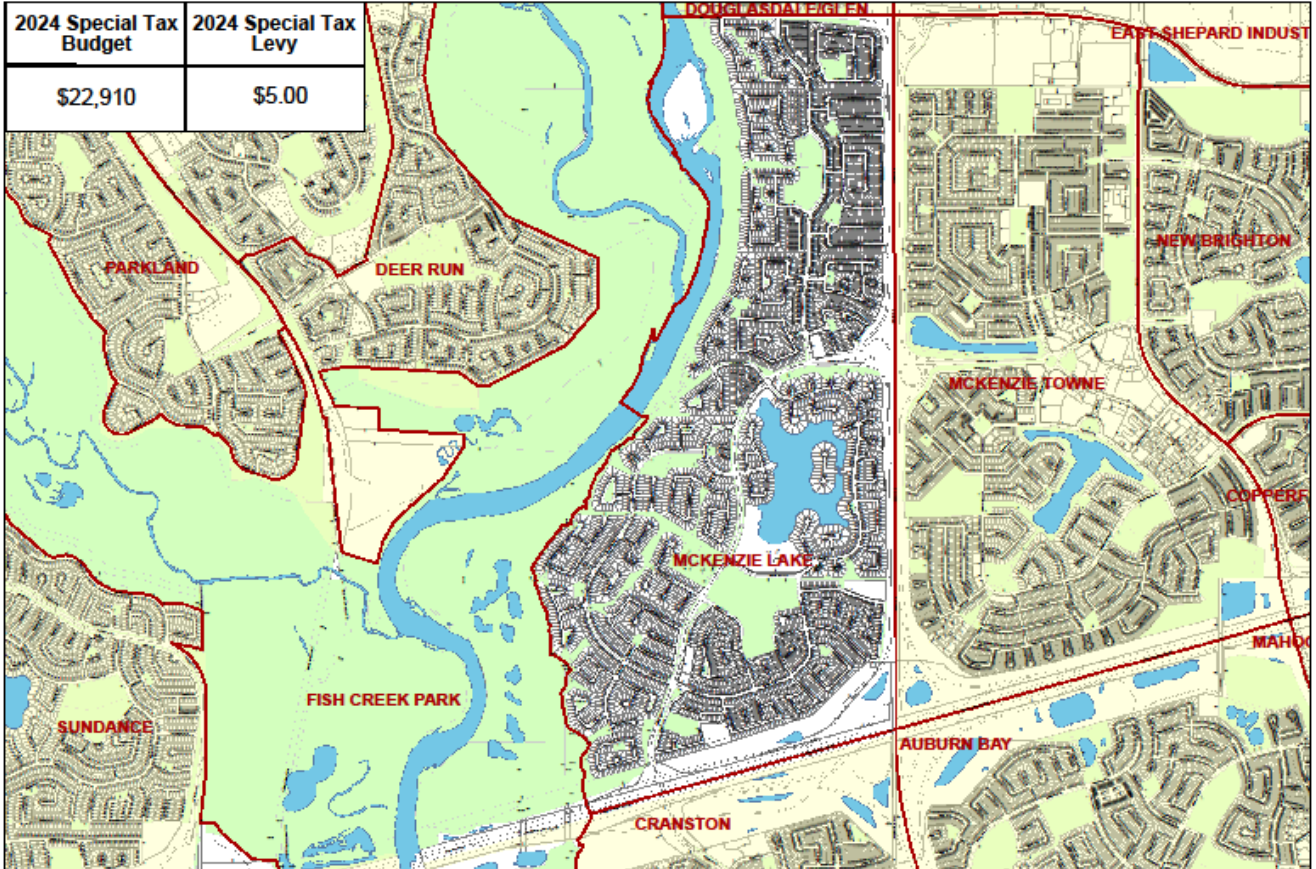 2024 Special Tax Budget
2024 Special Tax Levy
$22,910
$5.00
DOUGLASDALE/GLEN
EAST SHEPARD INDUST
PARKLAND
DEER RUN
NEW BRIGHTON
MCKENZIE TOWNE
COPPERF
MCKENZIE LAKE
MAHOG
FISH CREEK PARK
SUNDANCE
AUBURN BAY
CRANSTON